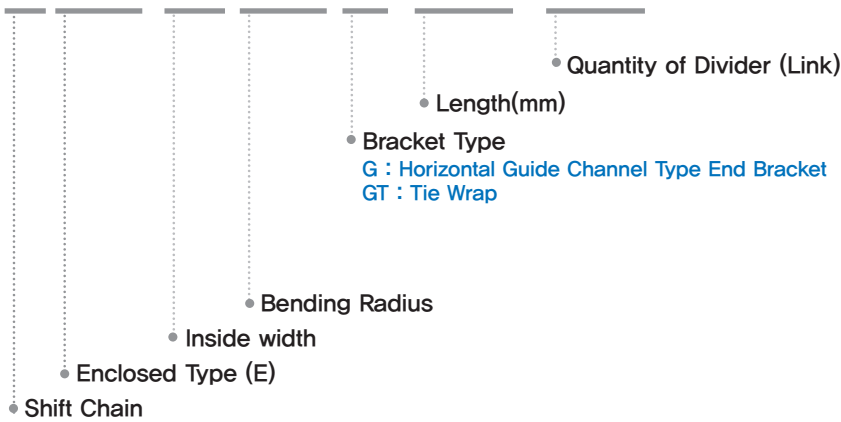 Quantity of Divider (Link)
Length(mm)
Bracket Type
G : Horizontal Guide Channel Type End Bracket
GT : Tie Wrap
Bending Radius
Inside width
Enclosed Type (E)
Shift Chain